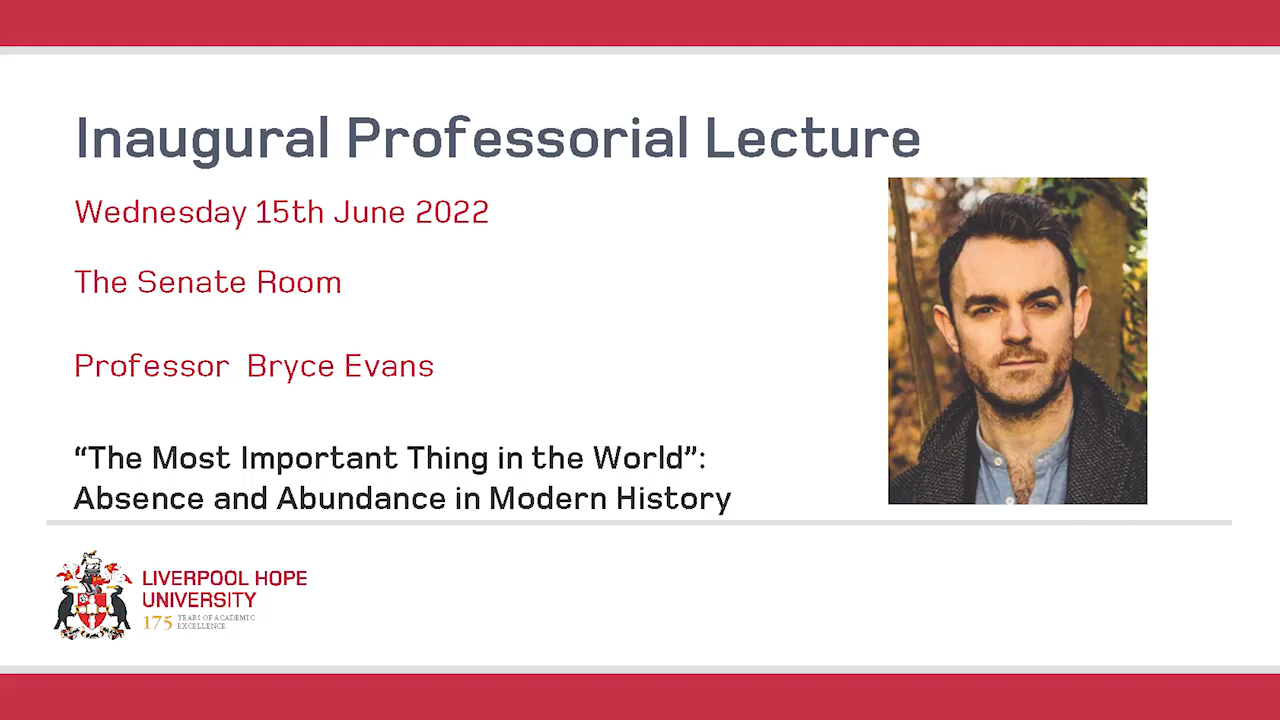 Inaugural Professorial Lecture
Wednesday 15th June 2022
The Senate Room
Professor  Bryce Evans
“The Most Important Thing in the World”:
Absence and Abundance in Modern History
LIVERPOOL HOPE
UNIVERSITY
175 YEARS OF ACADEMIC
EXCELLENCE